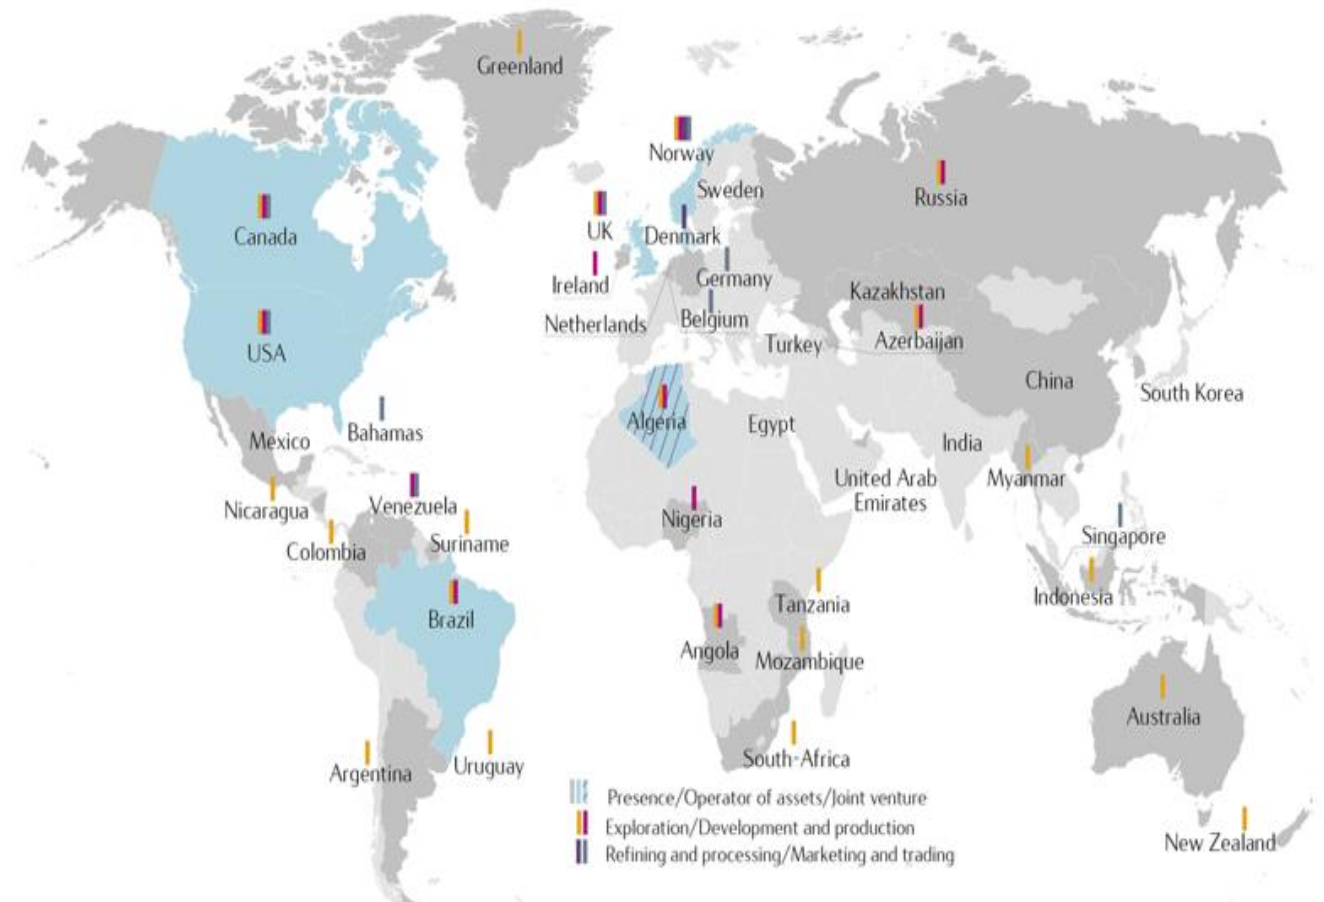 Greenland
Norway
Sweden
Russia
Canada
UK
Denmark
Ireland
Germany
Kazakhstan
Netherlands
Belgium
USA
Turkey
Azerbaijan
China
South Korea
Algeria
Egypt
Bahamas
Mexico
India
Myanmar
United Arab
Emirates
Venezuela
Nicaragua
Nigeria
Singapore
Suriname
Colombia
Indonesia
Tanzania
Brazil
Angola
Mozambique
Australia
South-Africa
Uruguay
Argentina
Presence/Operator of assets/Joint venture
Exploration/Development and production
New Zealand
Refining and processing/Marketing and trading